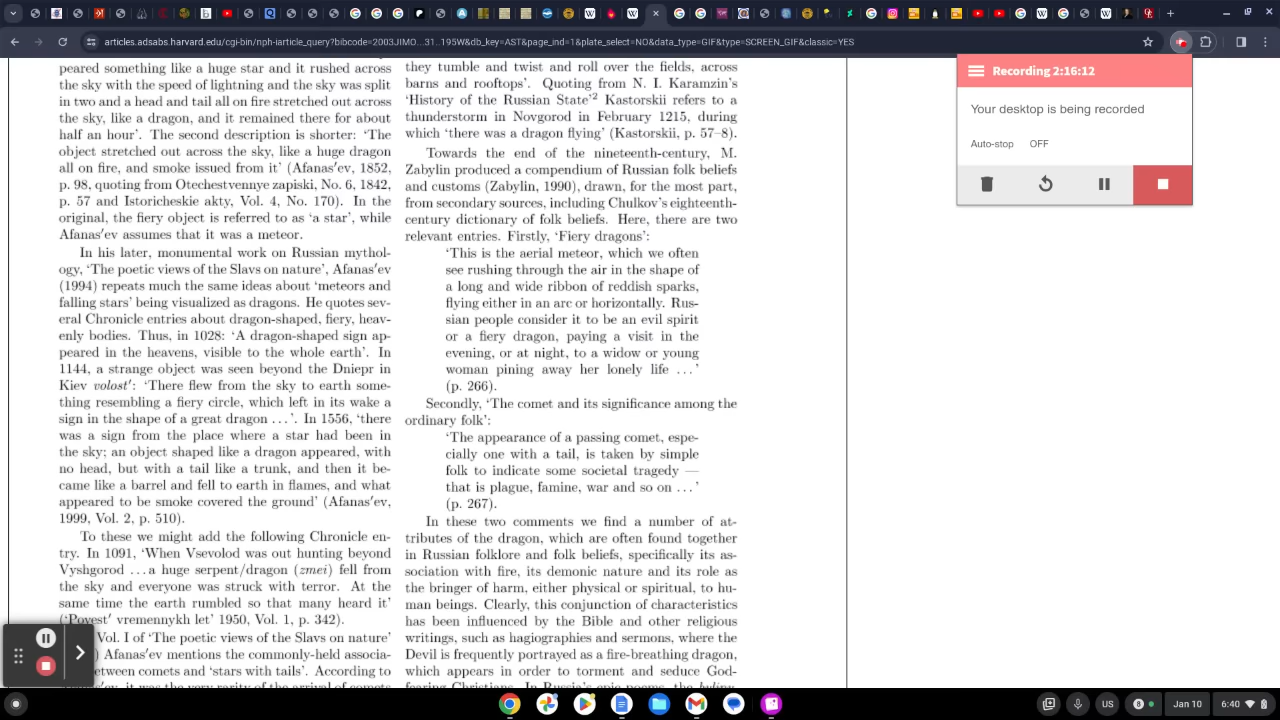 articles.adsabs.harvard.edu/cgi-bin/nph-iarticle_query?bibcode=2003JIMO...31..195W&db_key=AST&page_ind=1&plate_select=NO&data_type=GIF&type=SCREEN_GIF&classic=YES
Recording 2:16:12
Your desktop is being recorded
Auto-stop OFF
peared something like a huge star and it rushed across
the sky with the speed of lightning and the sky was split
in two and a head and tail all on fire stretched out across
the sky, like a dragon, and it remained there for about
half an hour’. The second description is shorter: ‘The
object stretched out across the sky, like a huge dragon
all on fire, and smoke issued from it’ (Afanas′ev, 1852,
p. 98, quoting from Otechestvennye zapiski, No. 6, 1842,
p. 57 and Istoricheskie akty, Vol. 4, No. 170). In the
original, the fiery object is referred to as ‘a star’, while
Afanas′ev assumes that it was a meteor.
In his later, monumental work on Russian mythol-
ogy, ‘The poetic views of the Slavs on nature’, Afanas′ev
(1994) repeats much the same ideas about ‘meteors and
falling stars’ being visualized as dragons. He quotes sev-
eral Chronicle entries about dragon-shaped, fiery, heav-
enly bodies. Thus, in 1028: ‘A dragon-shaped sign ap-
peared in the heavens, visible to the whole earth’. In
1144, a strange object was seen beyond the Dniepr in
Kiev volost′: ‘There flew from the sky to earth some-
thing resembling a fiery circle, which left in its wake a
sign in the shape of a great dragon ...’. In 1556, ‘there
was a sign from the place where a star had been in
the sky; an object shaped like a dragon appeared, with
no head, but with a tail like a trunk, and then it be-
came like a barrel and fell to earth in flames, and what
appeared to be smoke covered the ground’ (Afanas′ev,
1999, Vol. 2, p. 510).
To these we might add the following Chronicle en-
try. In 1091, ‘When Vsevolod was out hunting beyond
Vyshgorod ...a huge serpent/dragon (zmei) fell from
the sky and everyone was struck with terror. At the
same time the earth rumbled so that many heard it’
(‘Povest′ vremennykh let’ 1950, Vol. 1, p. 342).
Vol. I of ‘The poetic views of the Slavs on nature’
) Afanas′ev mentions the commonly-held associa-
between comets and ‘stars with tails’. According to
it was the very rarity of the arrival of comets
they tumble and twist and roll over the fields, across
barns and rooftops’. Quoting from N. I. Karamzin’s
‘History of the Russian State’2 Kastorskii refers to a
thunderstorm in Novgorod in February 1215, during
which ‘there was a dragon flying’ (Kastorskii, p. 57–8).
Towards the end of the nineteenth-century, M.
Zabylin produced a compendium of Russian folk beliefs
and customs (Zabylin, 1990), drawn, for the most part,
from secondary sources, including Chulkov’s eighteenth-
century dictionary of folk beliefs. Here, there are two
relevant entries. Firstly, ‘Fiery dragons’:
‘This is the aerial meteor, which we often
see rushing through the air in the shape of
a long and wide ribbon of reddish sparks,
flying either in an arc or horizontally. Rus-
sian people consider it to be an evil spirit
or a fiery dragon, paying a visit in the
evening, or at night, to a widow or young
woman pining away her lonely life ...’
(p. 266).
Secondly, ‘The comet and its significance among the
ordinary folk’:
‘The appearance of a passing comet, espe-
cially one with a tail, is taken by simple
folk to indicate some societal tragedy —
that is plague, famine, war and so on ...’
(p. 267).
In these two comments we find a number of at-
tributes of the dragon, which are often found together
in Russian folklore and folk beliefs, specifically its as-
sociation with fire, its demonic nature and its role as
the bringer of harm, either physical or spiritual, to hu-
man beings. Clearly, this conjunction of characteristics
has been influenced by the Bible and other religious
writings, such as hagiographies and sermons, where the
Devil is frequently portrayed as a fire-breathing dragon,
which appears in order to torment and seduce God-
fearing Christians. In Russia’s epic poems, the
US
8
Jan 10
6:40